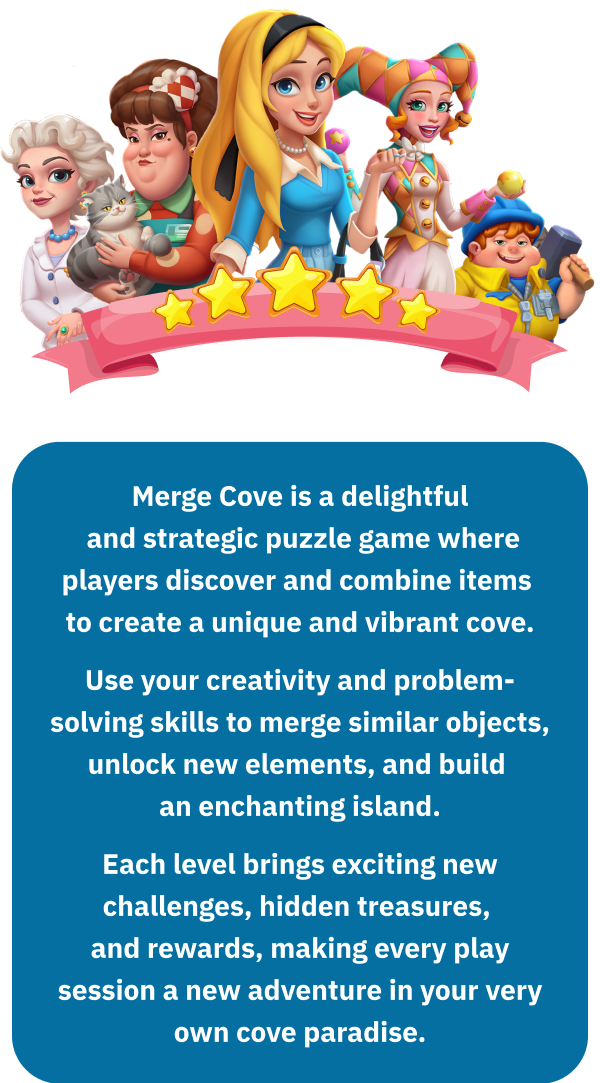 Merge Cove is a delightful
and strategic puzzle game where
players discover and combine items
to create a unique and vibrant cove.
Use your creativity and problem-
solving skills to merge similar objects,
unlock new elements, and build
an enchanting island.
Each level brings exciting new
challenges, hidden treasures,
and rewards, making every play
session a new adventure in your very
own cove paradise.